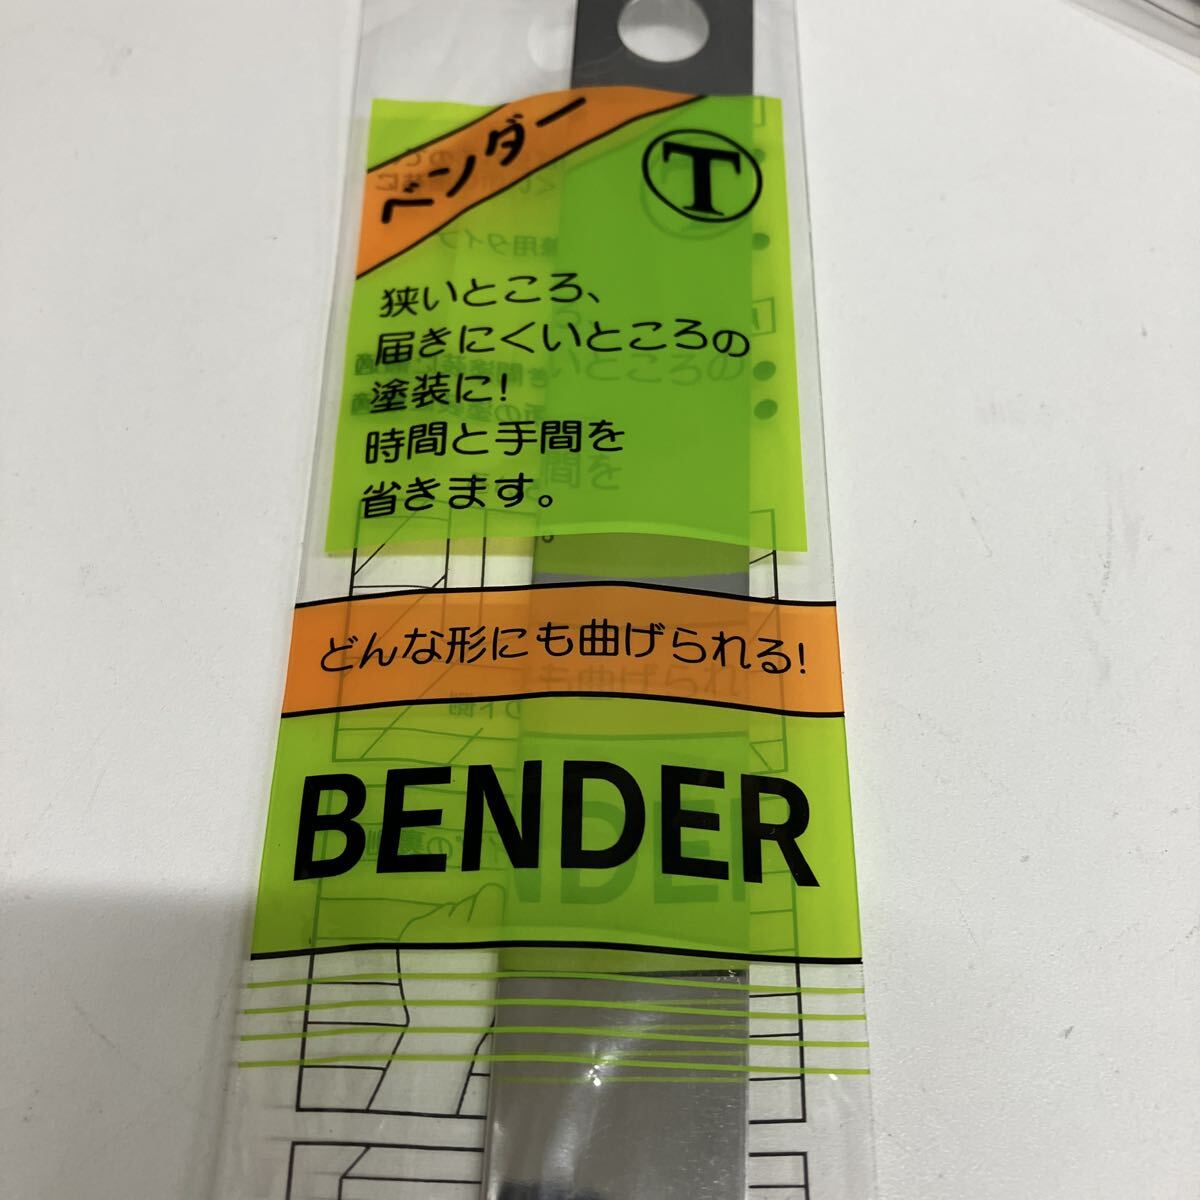 ベンダー
T
狭いところ、
届きにくいところの
塗装に!
時間と手間を
省きます。
どんな形にも曲げられる!
BENDER